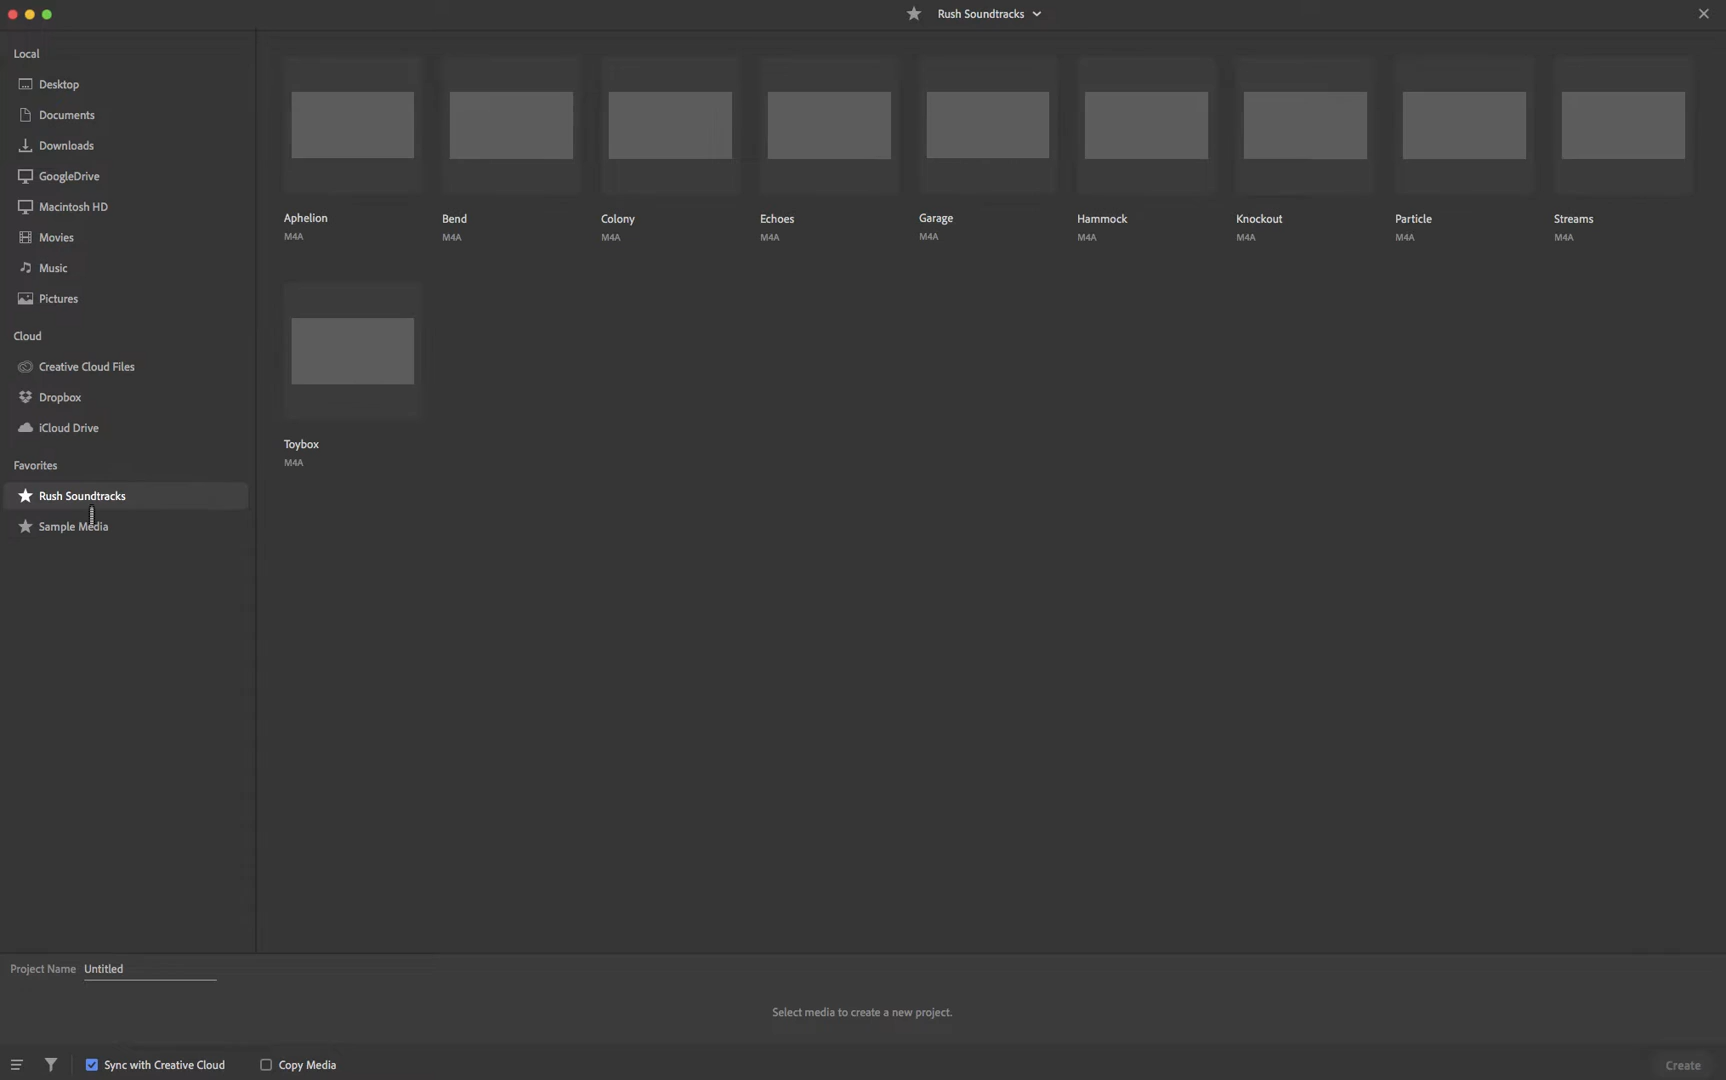 Rush Soundtracks
Local
Desktop
Documents
Downloads
GoogleDrive
Macintosh HD
Movies
Music
Pictures
Cloud
Creative Cloud Files
Dropbox
iCloud Drive
Favorites
Rush Soundtracks
Sample Media
Aphelion
M4A
Bend
M4A
Colony
M4A
Echoes
M4A
Garage
M4A
Hammock
M4A
Knockout
M4A
Particle
M4A
Streams
M4A
Toybox
M4A
Project Name Untitled
Select media to create a new project.
Sync with Creative Cloud
Copy Media
Create